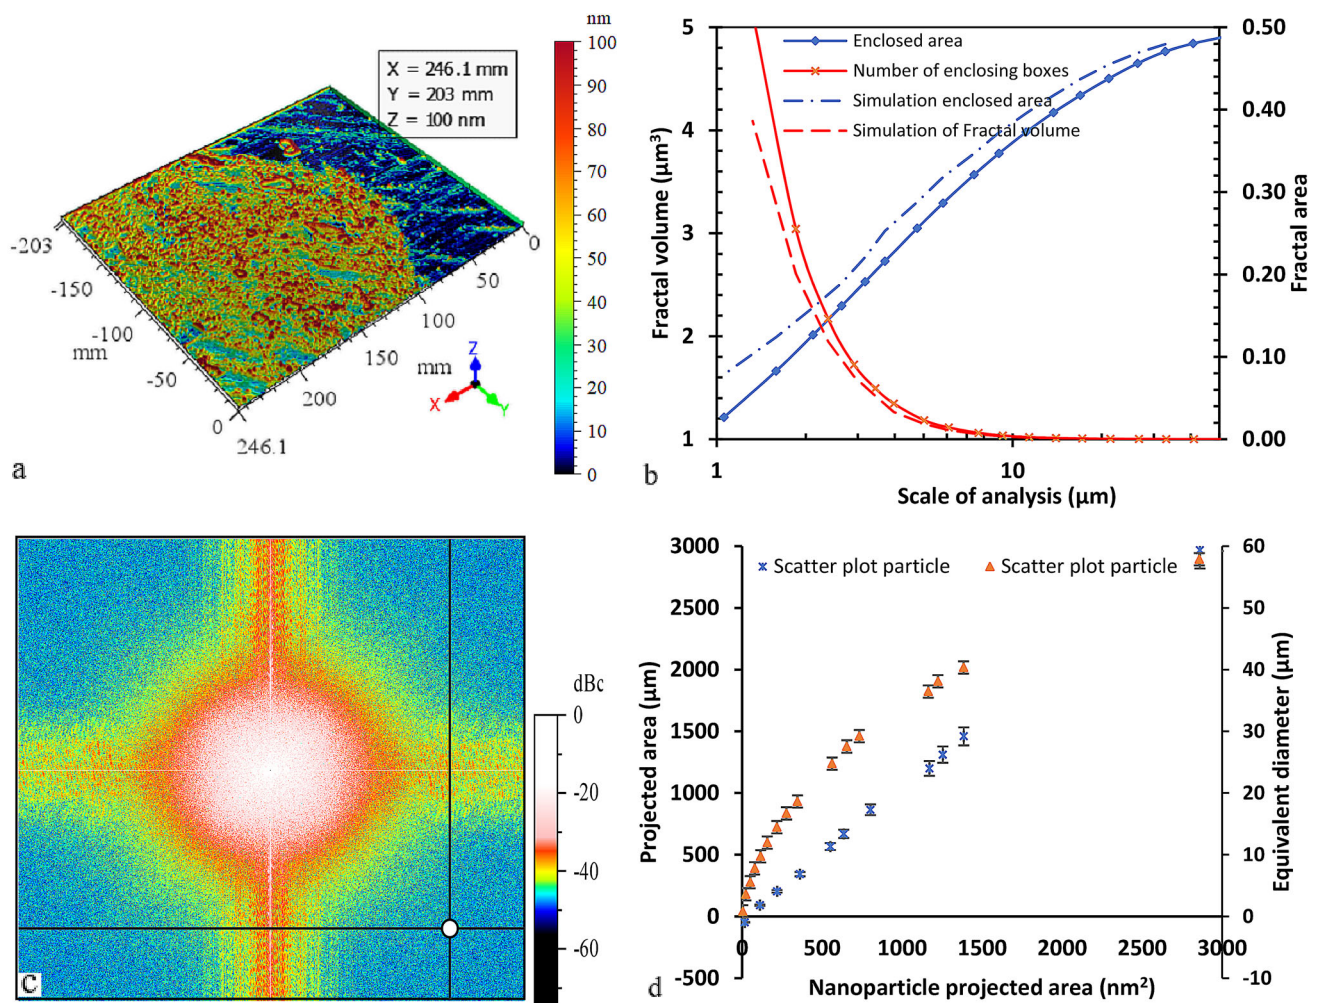 nm
100
90
80
70
60
50
40
30
20
10
0
X = 246.1 mm
Y = 203 mm
Z = 100 nm
-203
-150
-100
mm
-50
0
246.1
200
150
mm
100
50
0
Z
X
Y
a
5
4
3
2
1
Fractal volume (µm³)
Enclosed area
Number of enclosing boxes
Simulation enclosed area
Simulation of Fractal volume
0.50
0.40
0.30
0.20
0.10
0.00
Fractal area
1
10
Scale of analysis (µm)
b
dBc
0
-20
-40
-60
c
3000
2500
2000
1500
1000
500
0
-500
Projected area (µm)
Scatter plot particle
Scatter plot particle
60
50
40
30
20
10
0
-10
Equivalent diameter (µm)
0
500
1000
1500
2000
2500
3000
Nanoparticle projected area (nm²)
d